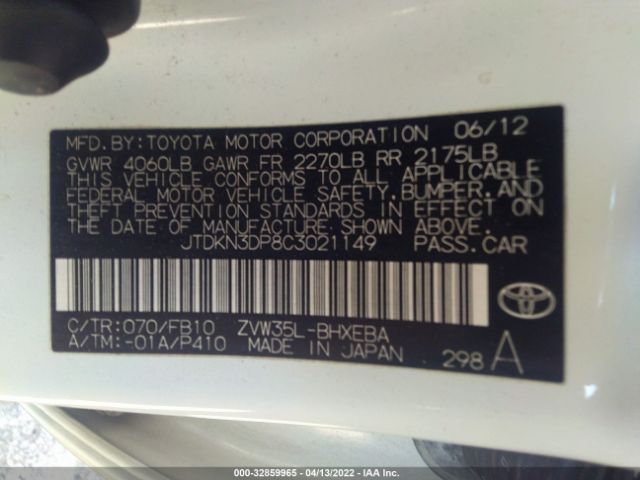 MFD.BY:TOYOTA MOTOR CORPORATION 06/12
GVWR 4060LB GAWR FR 2270LB RR 2175LB
THIS VEHICLE CONFORMS TO ALL APPLICABLE
FEDERAL MOTOR VEHICLE SAFETY,BUMPER,AND
THEFT PREVENTION STANDARDS IN EFFECT ON
THE DATE OF MANUFACTURE SHOWN ABOVE.
JTDKN3DP8C3021149 PASS.CAR
C/TR:070/FB10 ZVW35L-BHXEBA
A/TM:-01A/P410 MADE IN JAPAN 298 A
000-32859965 - 04/13/2022 - IAA Inc.